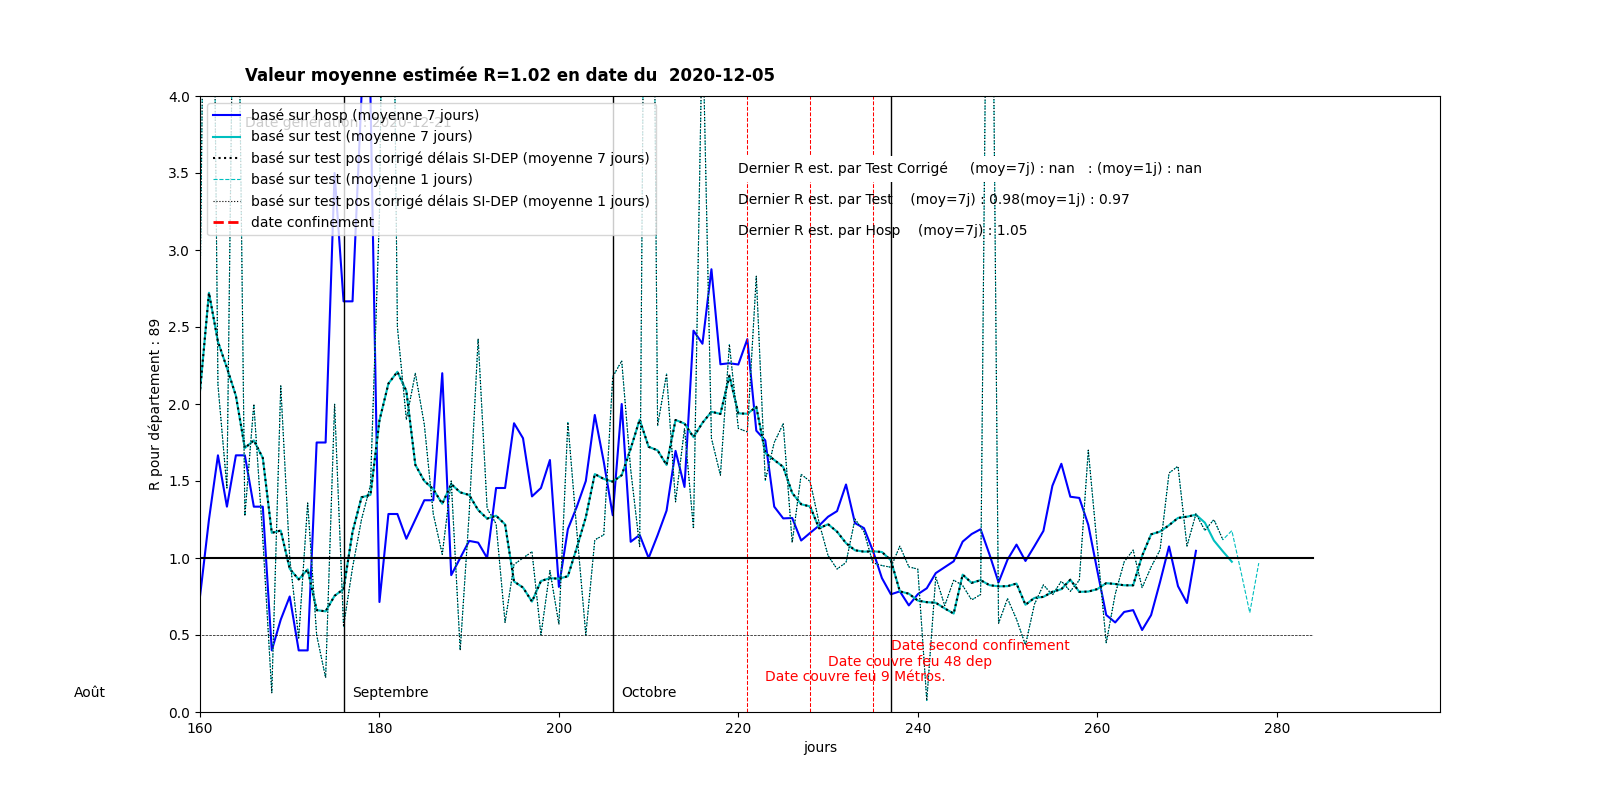 Valeur moyenne estimée R=1.02 en date du  2020-12-05
4.0
3.5
3.0
2.5
2.0
1.5
1.0
0.5
0.0
R pour département : 89
basé sur hosp (moyenne 7 jours)
Date génération : 2020-12-21
basé sur test (moyenne 7 jours)
basé sur test pos corrigé délais SI-DEP (moyenne 7 jours)
basé sur test (moyenne 1 jours)
basé sur test pos corrigé délais SI-DEP (moyenne 1 jours)
date confinement
Dernier R est. par Test Corrigé     (moy=7j) : nan   : (moy=1j) : nan
Dernier R est. par Test    (moy=7j) : 0.98(moy=1j) : 0.97
Dernier R est. par Hosp    (moy=7j) : 1.05
Date second confinement
Date couvre feu 48 dep
Date couvre feu 9 Métros.
Août
Septembre
Octobre
160 180 200 220 240 260 280
jours